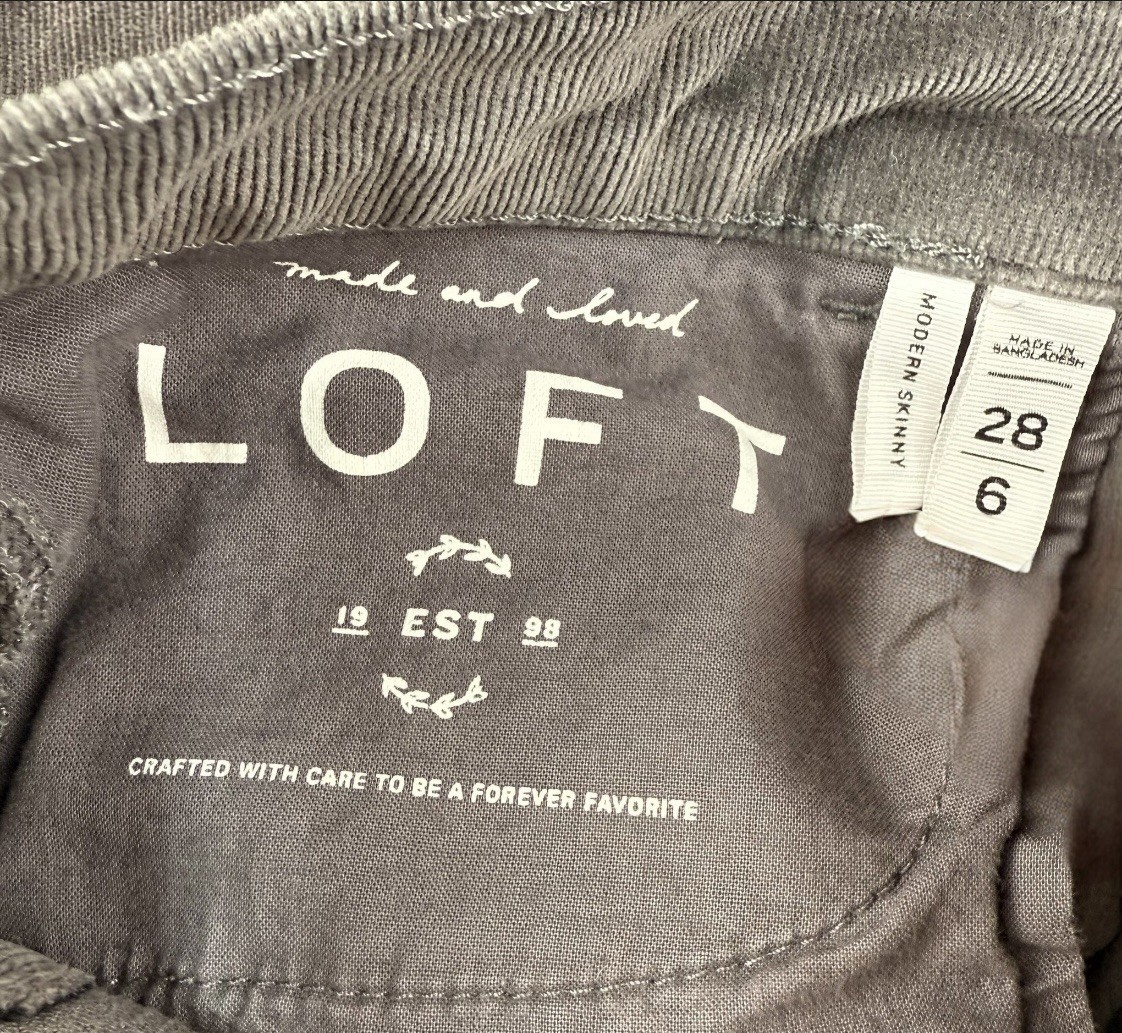 made and loved
LOFT
19 EST 98
CRAFTED WITH CARE TO BE A FOREVER FAVORITE
MODERN SKINNY
MADE IN
BANGLADESH
28
6